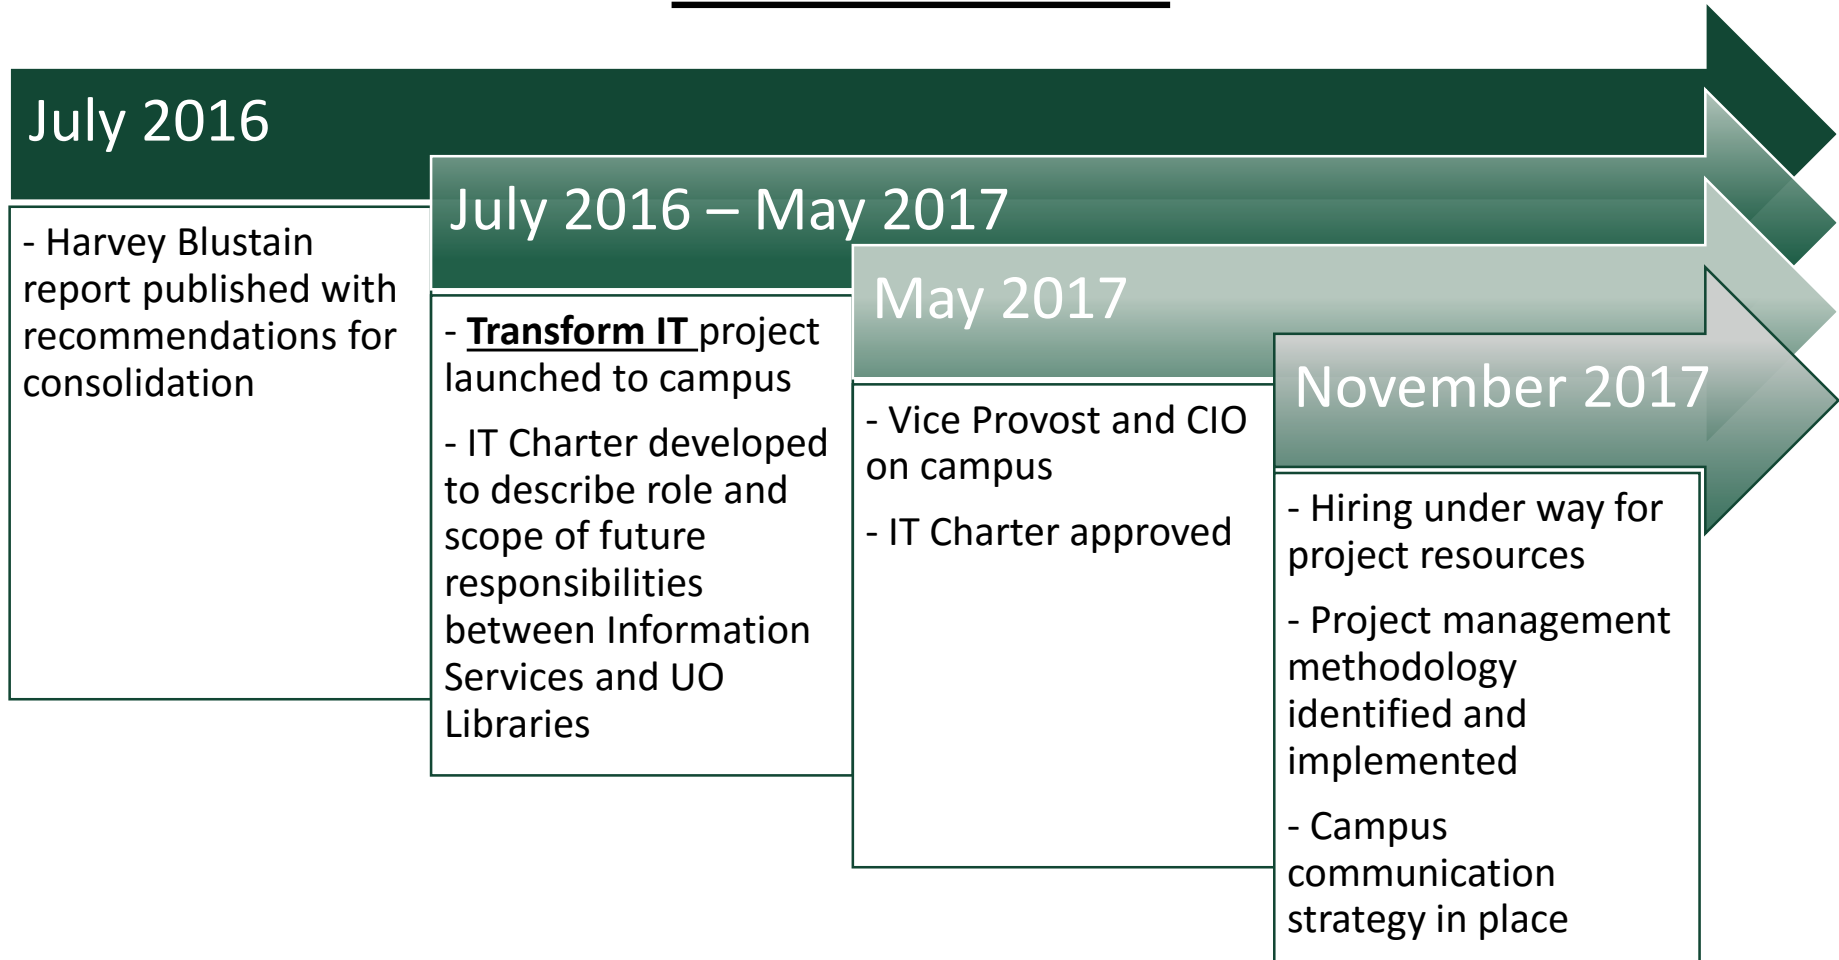 July 2016
- Harvey Blustain
report published with
recommendations for
consolidation
July 2016 – May 2017
- Transform IT project
launched to campus
- IT Charter developed
to describe role and
scope of future
responsibilities
between Information
Services and UO
Libraries
May 2017
- Vice Provost and CIO
on campus
- IT Charter approved
November 2017
- Hiring under way for
project resources
- Project management
methodology
identified and
implemented
- Campus
communication
strategy in place